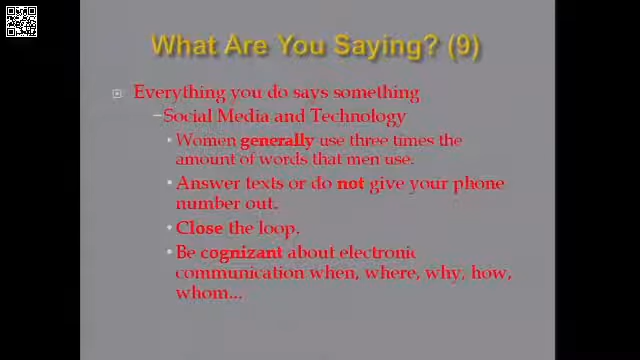 What Are You Saying? (9)
Everything you do says something
–Social Media and Technology
• Women generally use three times the
amount of words that men use.
• Answer texts or do not give your phone
number out.
• Close the loop.
• Be cognizant about electronic
communication when, where, why, how,
whom...